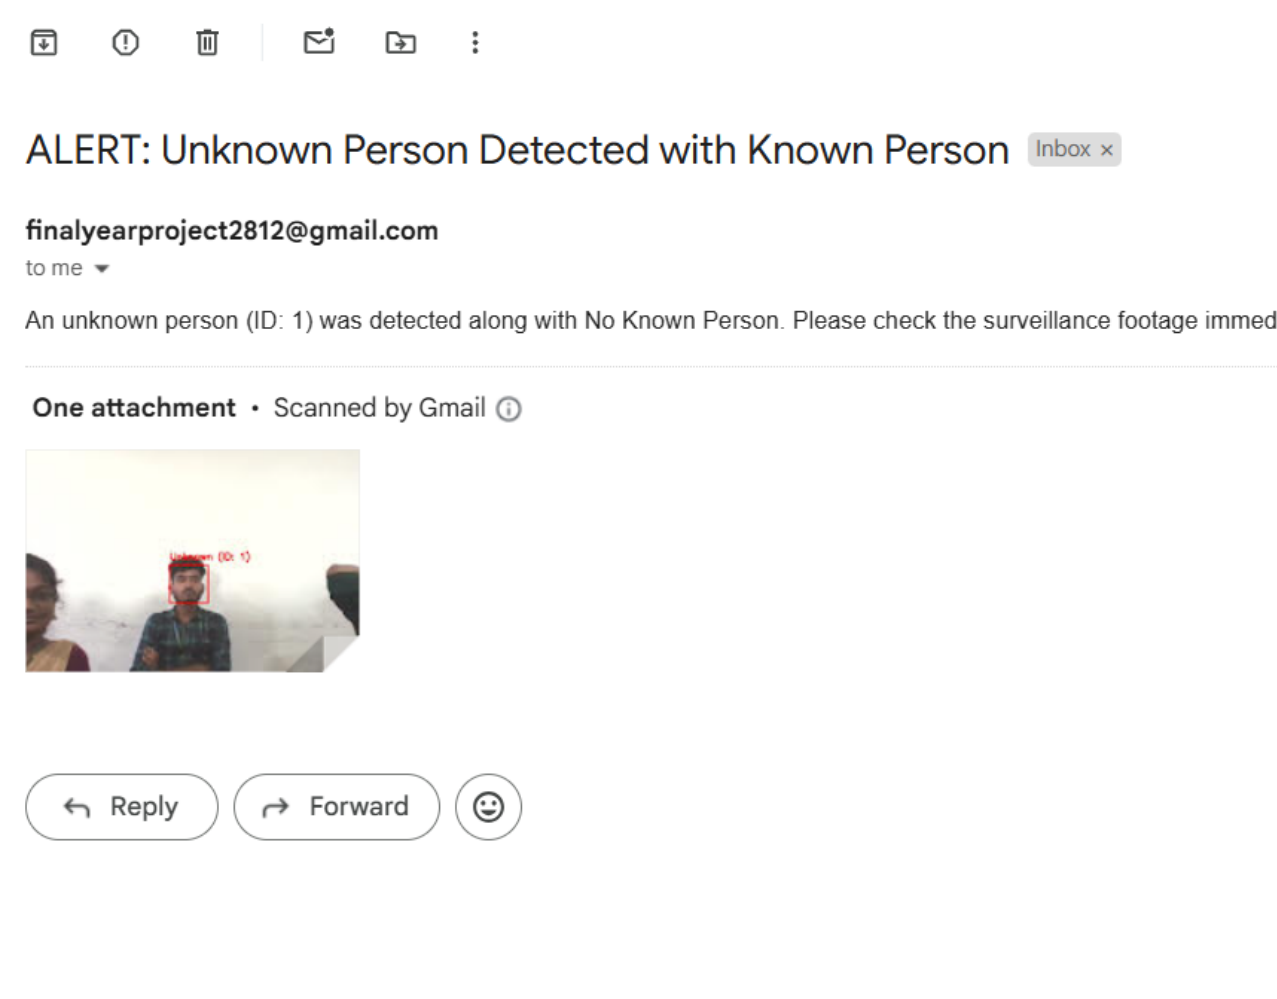 ALERT: Unknown Person Detected with Known Person Inbox ×
finalyearproject2812@gmail.com
to me
An unknown person (ID: 1) was detected along with No Known Person. Please check the surveillance footage immed
One attachment • Scanned by Gmail
Unknown (ID: 1)
Reply Forward